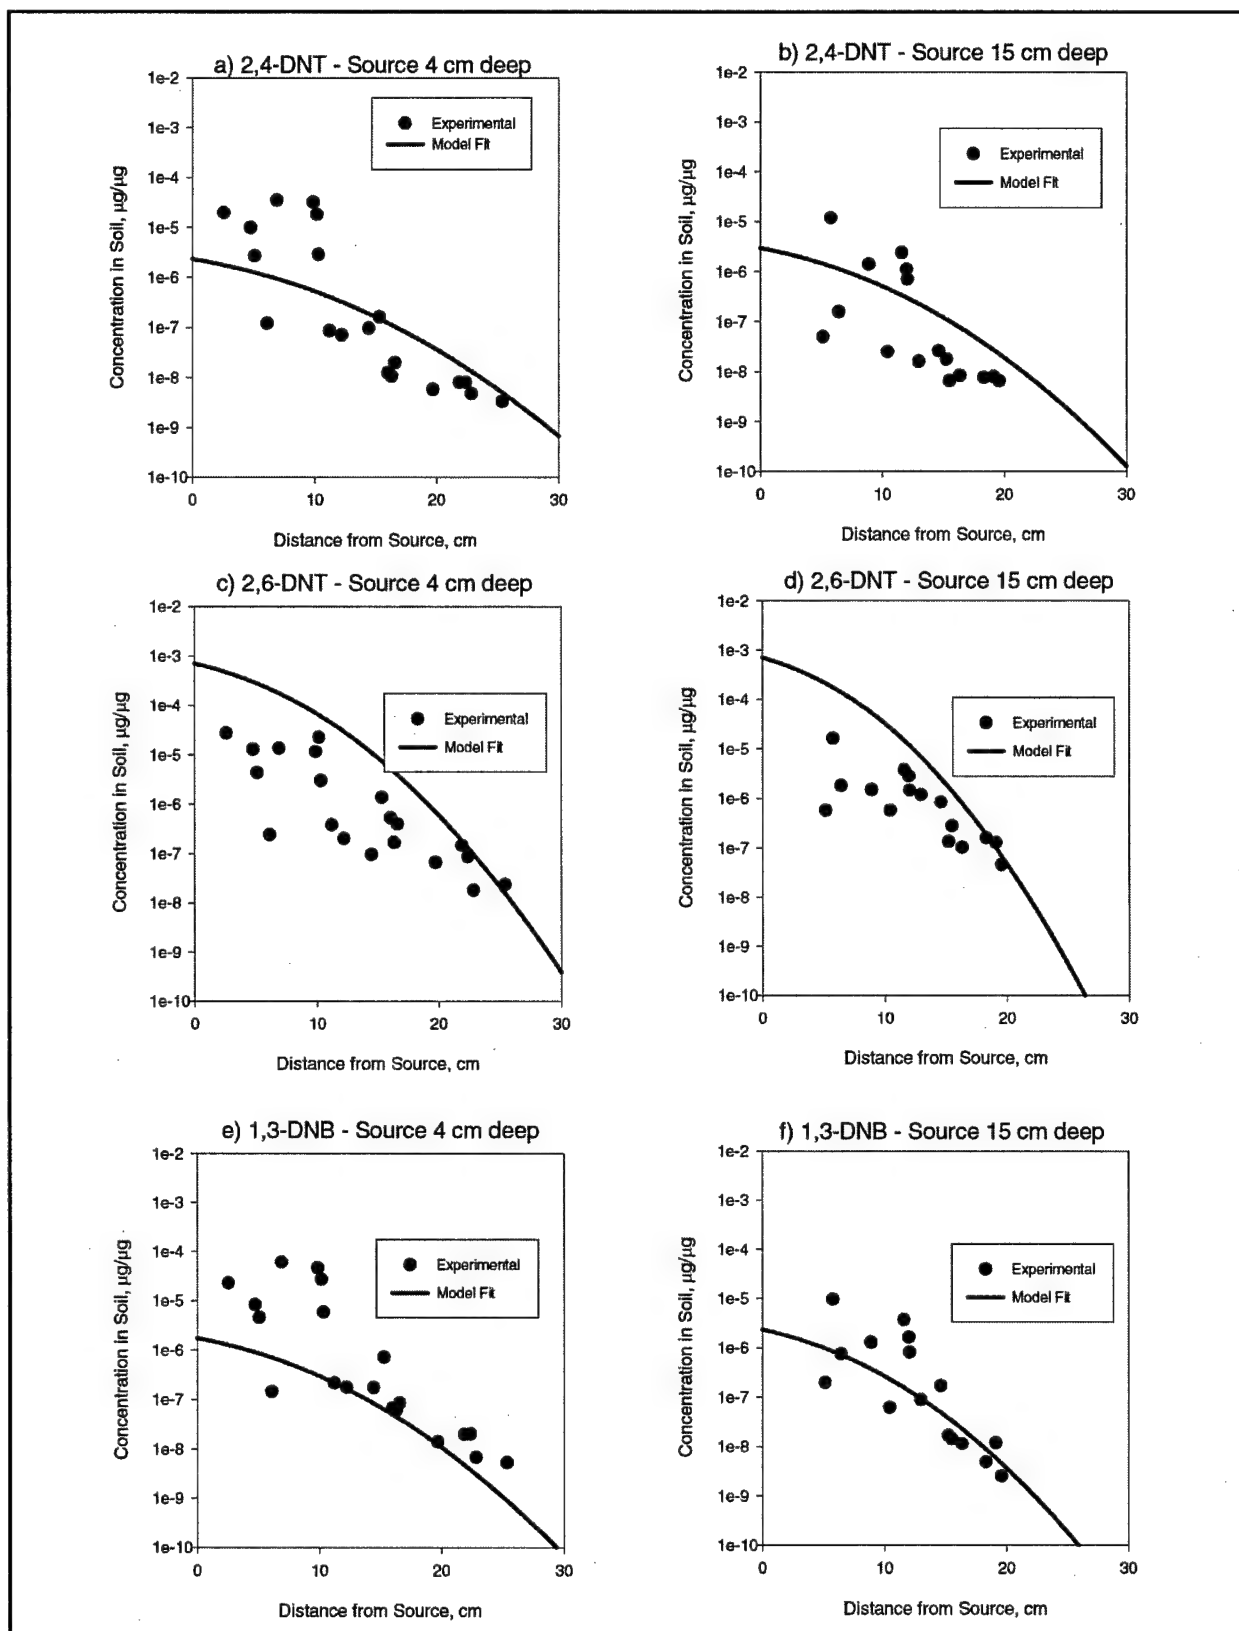 a) 2,4-DNT - Source 4 cm deep
1e-2
1e-3
1e-4
1e-5
1e-6
1e-7
1e-8
1e-9
1e-10
Concentration in Soil, µg/µg
Experimental
Model Fit
0 10 20 30
Distance from Source, cm
b) 2,4-DNT - Source 15 cm deep
1e-2
1e-3
1e-4
1e-5
1e-6
1e-7
1e-8
1e-9
1e-10
Concentration in Soil, µg/µg
Experimental
Model Fit
0 10 20 30
Distance from Source, cm
c) 2,6-DNT - Source 4 cm deep
1e-2
1e-3
1e-4
1e-5
1e-6
1e-7
1e-8
1e-9
1e-10
Concentration in Soil, µg/µg
Experimental
Model Fit
0 10 20 30
Distance from Source, cm
d) 2,6-DNT - Source 15 cm deep
1e-2
1e-3
1e-4
1e-5
1e-6
1e-7
1e-8
1e-9
1e-10
Concentration in Soil, µg/µg
Experimental
Model Fit
0 10 20 30
Distance from Source, cm
e) 1,3-DNB - Source 4 cm deep
1e-2
1e-3
1e-4
1e-5
1e-6
1e-7
1e-8
1e-9
1e-10
Concentration in Soil, µg/µg
Experimental
Model Fit
0 10 20 30
Distance from Source, cm
f) 1,3-DNB - Source 15 cm deep
1e-2
1e-3
1e-4
1e-5
1e-6
1e-7
1e-8
1e-9
1e-10
Concentration in Soil, µg/µg
Experimental
Model Fit
0 10 20 30
Distance from Source, cm